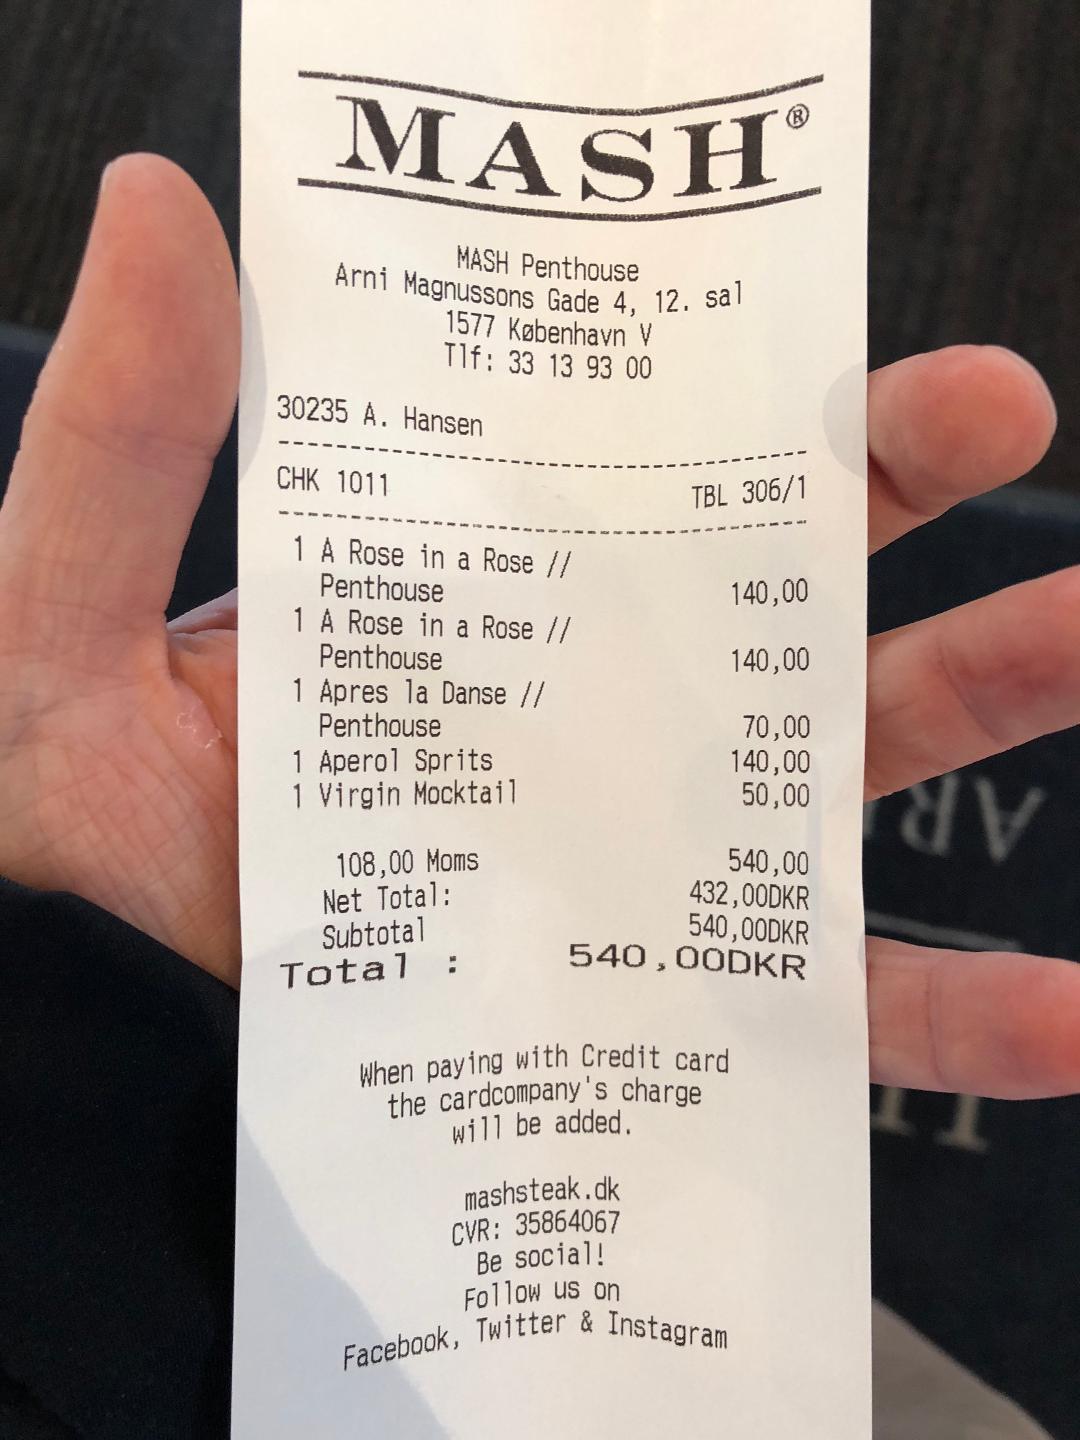 MASH®
MASH Penthouse
Arni Magnussons Gade 4, 12. sal
1577 København V
Tlf: 33 13 93 00
30235 A. Hansen
CHK 1011 TBL 306/1
1 A Rose in a Rose //
Penthouse 140,00
1 A Rose in a Rose //
Penthouse 140,00
1 Apres la Danse //
Penthouse 70,00
1 Aperol Sprits 140,00
1 Virgin Mocktail 50,00
108,00 Moms 540,00
Net Total: 432,00DKR
Subtotal 540,00DKR
Total : 540,00DKR
When paying with Credit card
the cardcompany's charge
will be added.
mashsteak.dk
CVR: 35864067
Be social!
Follow us on
Facebook, Twitter & Instagram